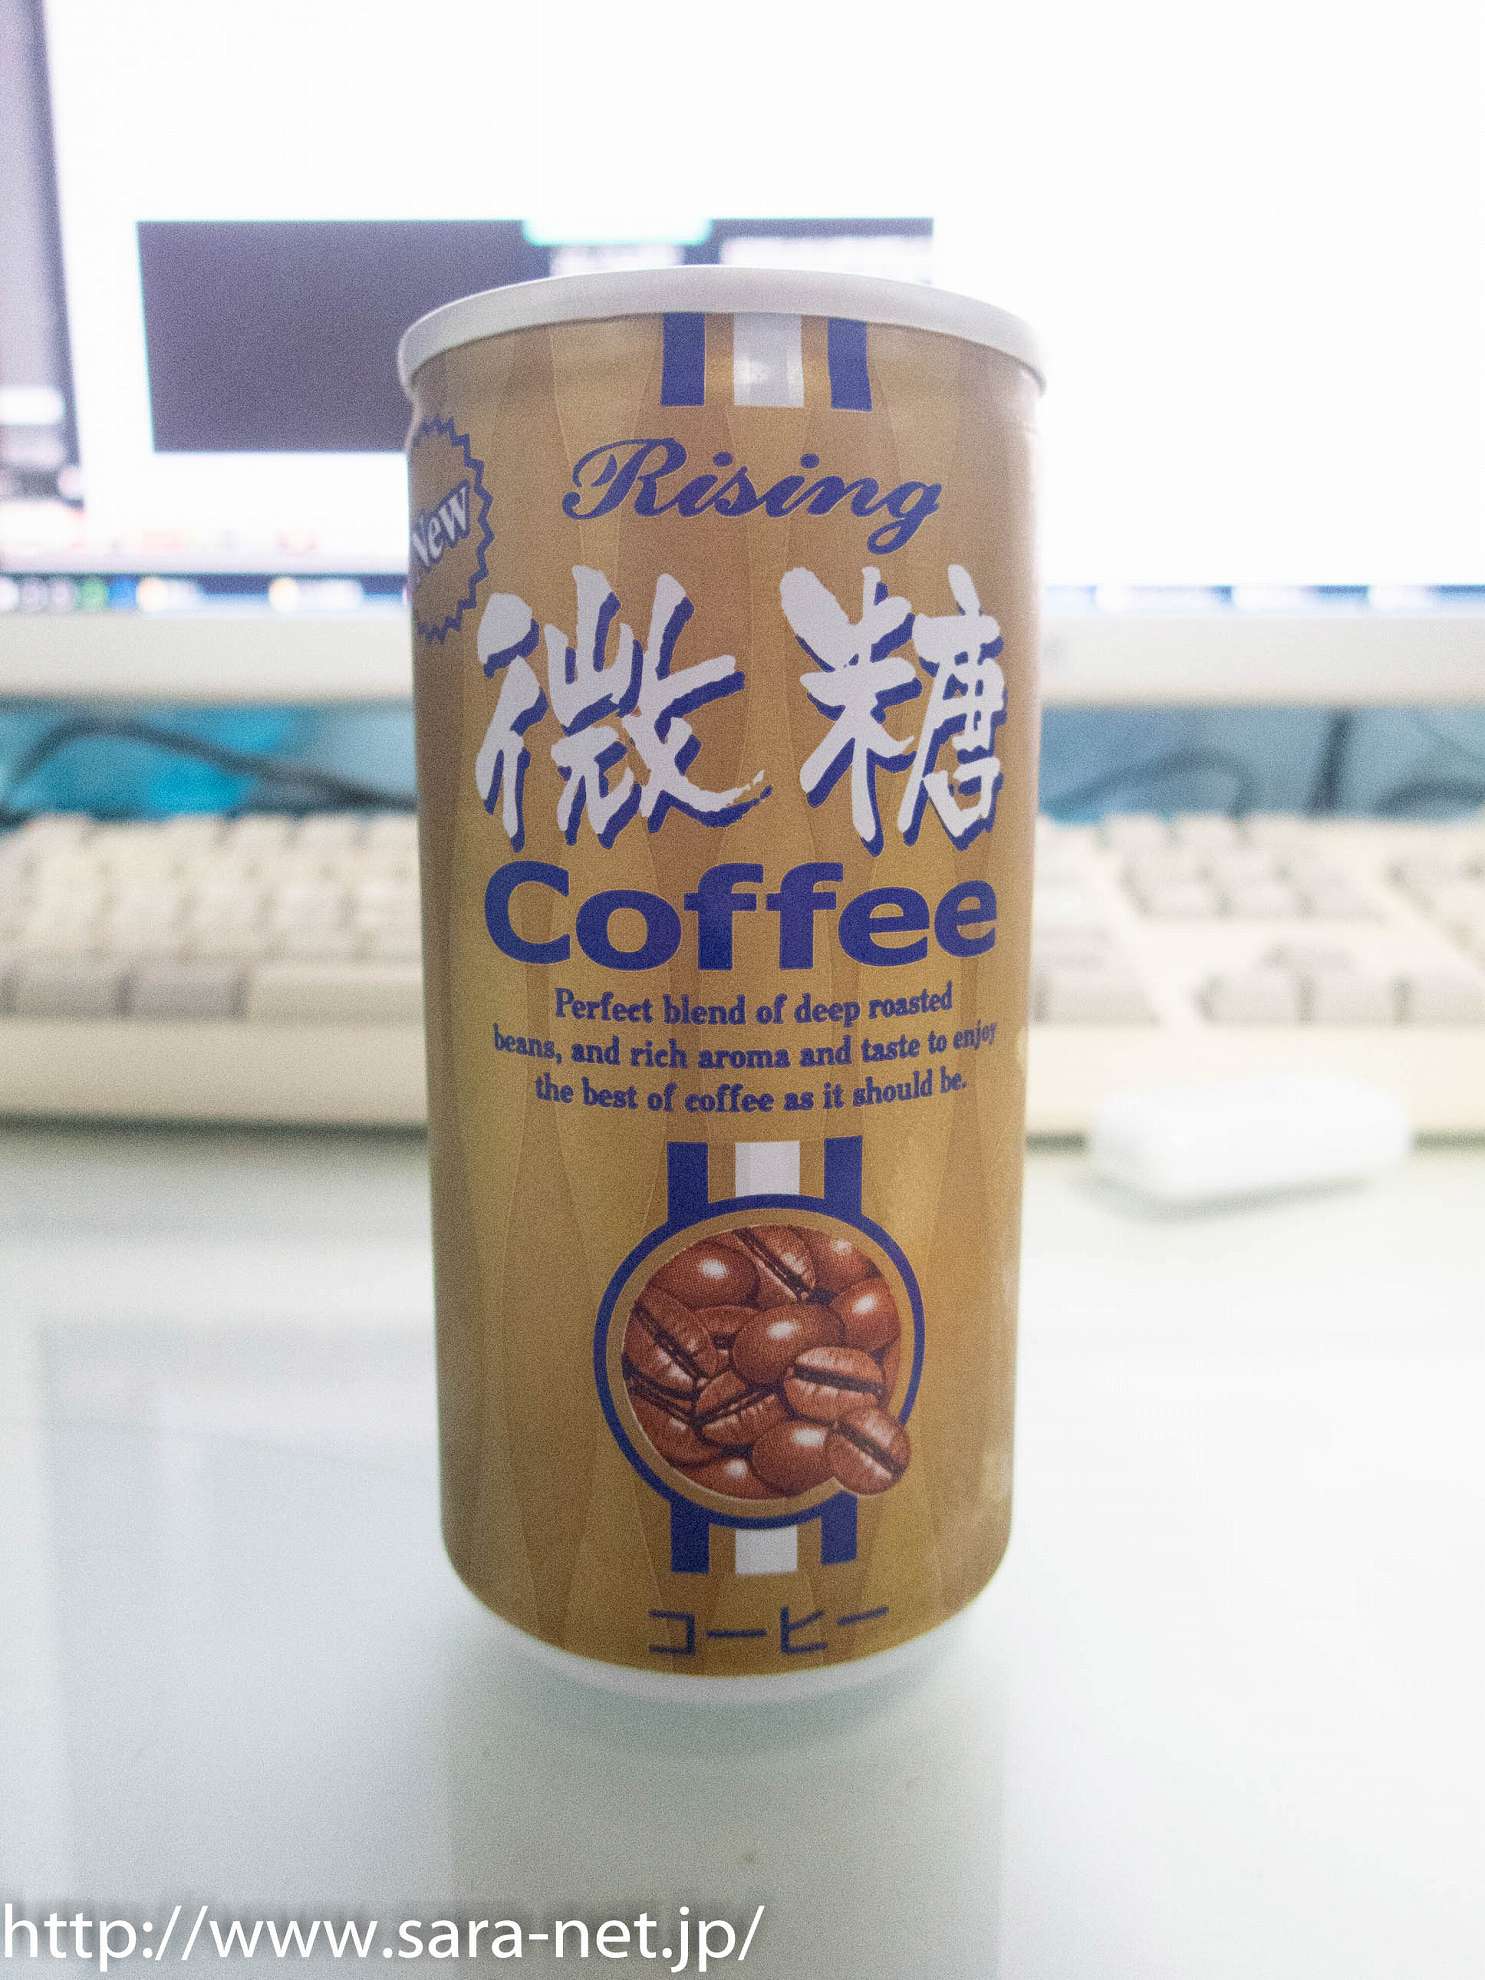 Rising
New
微糖
Coffee
Perfect blend of deep roasted
beans, and rich aroma and taste to enjoy
the best of coffee as it should be.
コーヒー
http://www.sara-net.jp/